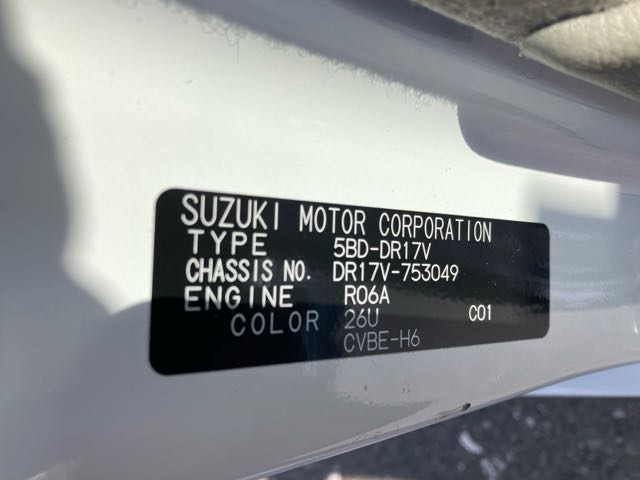 SUZUKI MOTOR CORPORATION
TYPE 5BD-DR17V
CHASSIS NO. DR17V-753049
ENGINE R06A
COLOR 26U C01
CVBE-H6